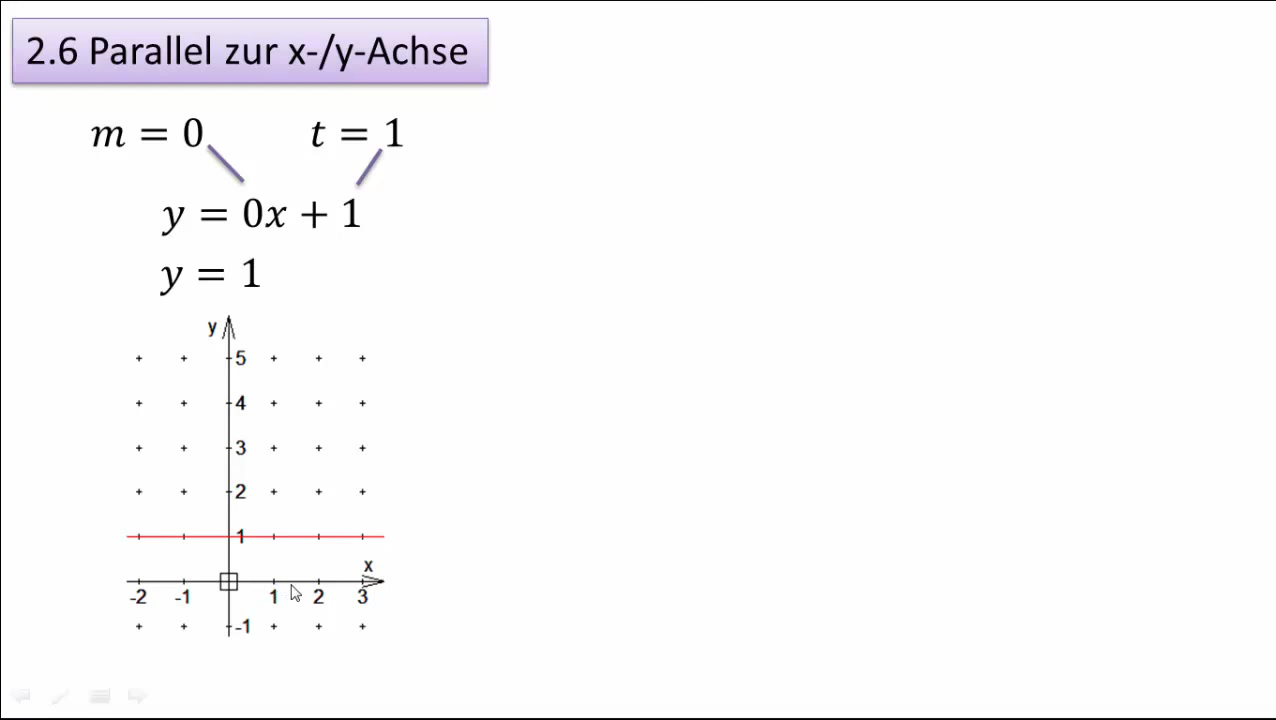 2.6 Parallel zur x-/y-Achse
m = 0 t = 1
y = 0x + 1
y = 1
y
5
4
3
2
1
x
-2 -1 1 2 3
-1